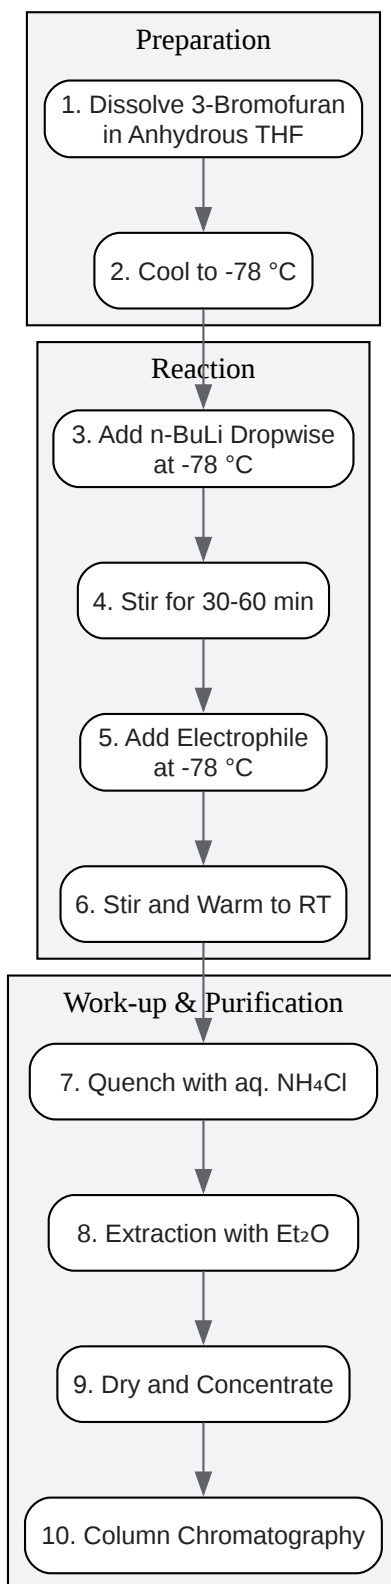 Preparation
1. Dissolve 3-Bromofuran
in Anhydrous THF
2. Cool to -78 °C
Reaction
3. Add n-BuLi Dropwise
at -78 °C
4. Stir for 30-60 min
5. Add Electrophile
at -78 °C
6. Stir and Warm to RT
Work-up & Purification
7. Quench with aq. NH₄Cl
8. Extraction with Et₂O
9. Dry and Concentrate
10. Column Chromatography